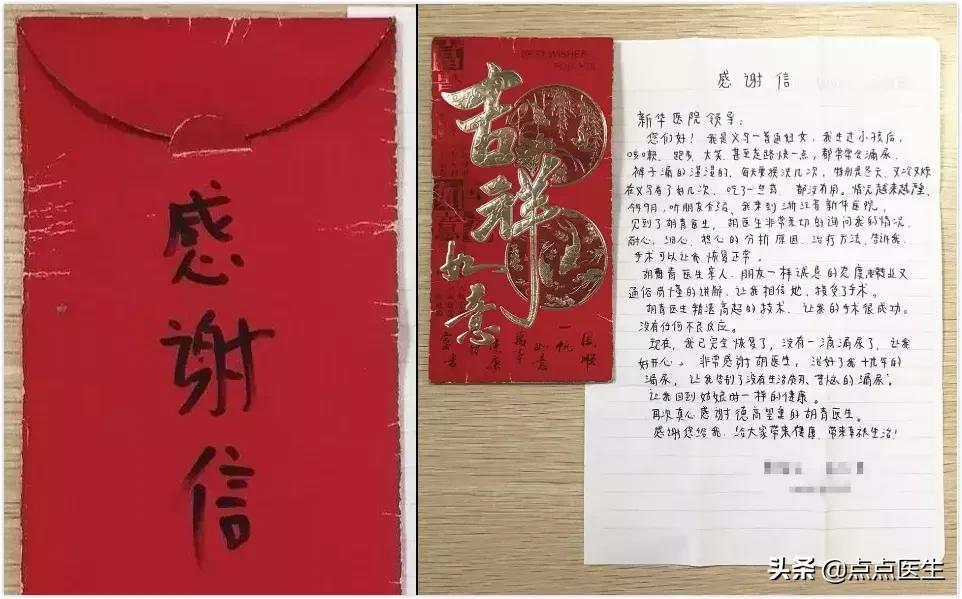 感
谢
信
BEST WISHES
FOR YOU
吉祥如意
感谢信
新华医院领导：
您们好！我是义乌一普通妇女，我生过小孩后，
咳嗽、跑步、大笑、甚至走路快一点，都常常会漏尿，
裤子漏的湿湿的，每天要换洗几次，特别是冬天，又冷又烦
在义乌看了好几次，吃了一些药，都没有用。情况越来越严重，
今年9月，听朋友介绍，我来到浙江省新华医院，
见到了胡青医生，胡医生非常亲切的询问我的情况，
耐心、细心、热心的分析原因、治疗方法、告诉我，
手术可以让我恢复正常。
胡青医生亲人、朋友一样诚恳的态度，专业又
通俗易懂的讲解，让我相信她，接受了手术。
胡青医生精湛高超的技术，让我的手术很成功。
没有任何不良反应。
现在，我已完全恢复了，没有一滴漏尿了，让我
好开心。非常感谢胡医生，治好了我十几年的
漏尿，让我告别了没有生活质量、苦恼的漏尿，
让我回到姑娘时一样的健康。
再次真心感谢德高望重的胡青医生。
感谢您给我、给大家带来健康、带来幸福生活！
头条 @点点医生